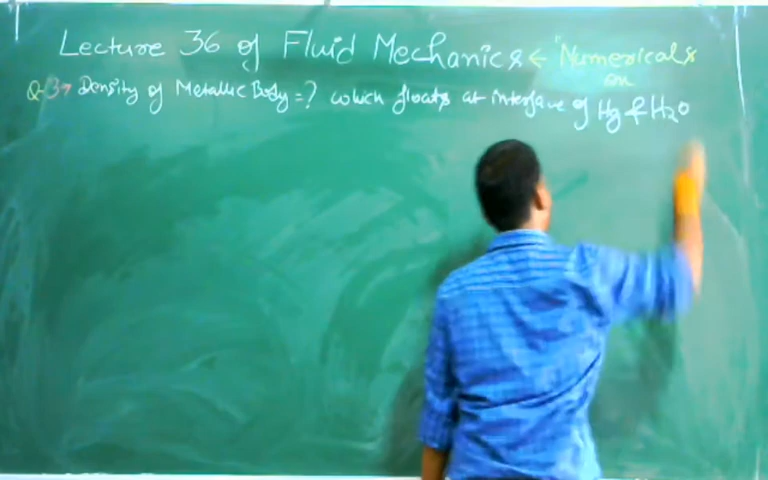 Lecture 36 of Fluid Mechanics ← "Numericals
on
Q-3→ Density of Metallic Body = ? which floats at interface of Hg & H2O